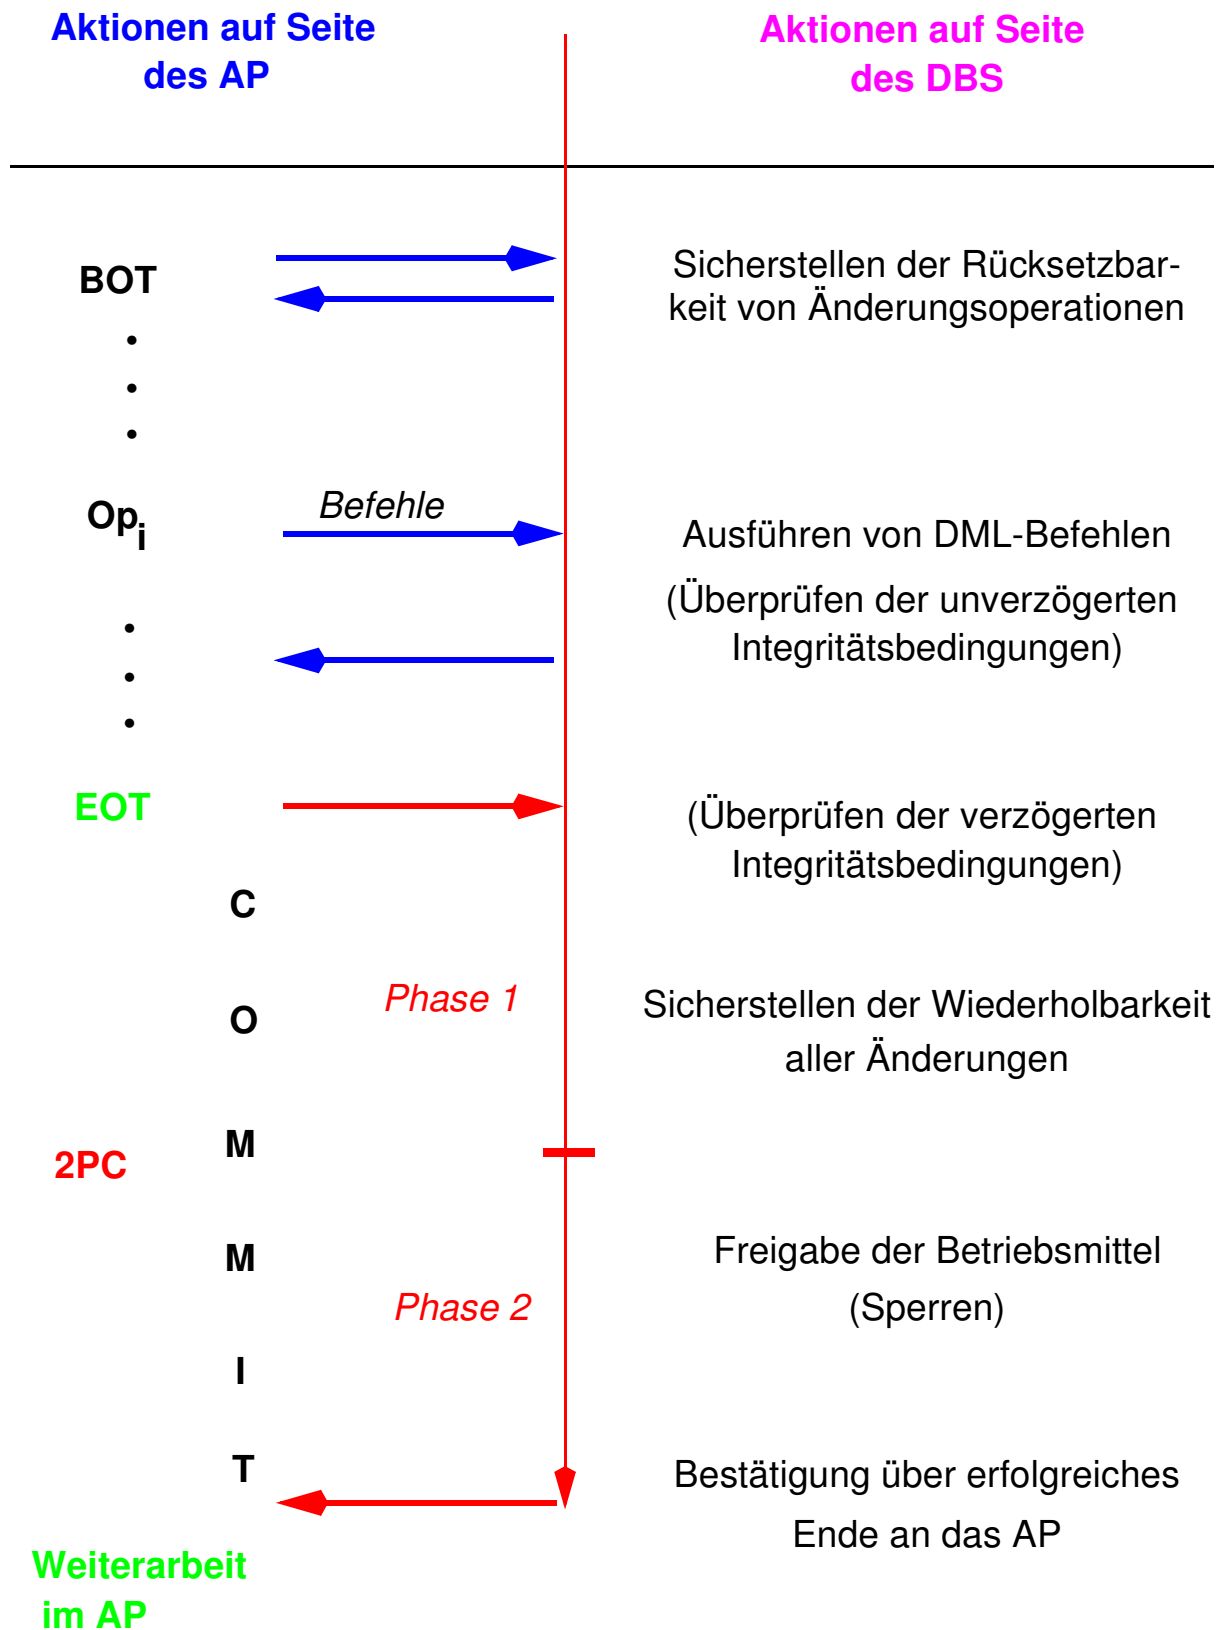 Aktionen auf Seite
des AP
Aktionen auf Seite
des DBS
BOT
Sicherstellen der Rücksetzbar-
keit von Änderungsoperationen
Opi
Befehle
Ausführen von DML-Befehlen
(Überprüfen der unverzögerten
Integritätsbedingungen)
EOT
(Überprüfen der verzögerten
Integritätsbedingungen)
C
O
M
M
I
T
Phase 1
Sicherstellen der Wiederholbarkeit
aller Änderungen
2PC
Phase 2
Freigabe der Betriebsmittel
(Sperren)
Bestätigung über erfolgreiches
Ende an das AP
Weiterarbeit
im AP